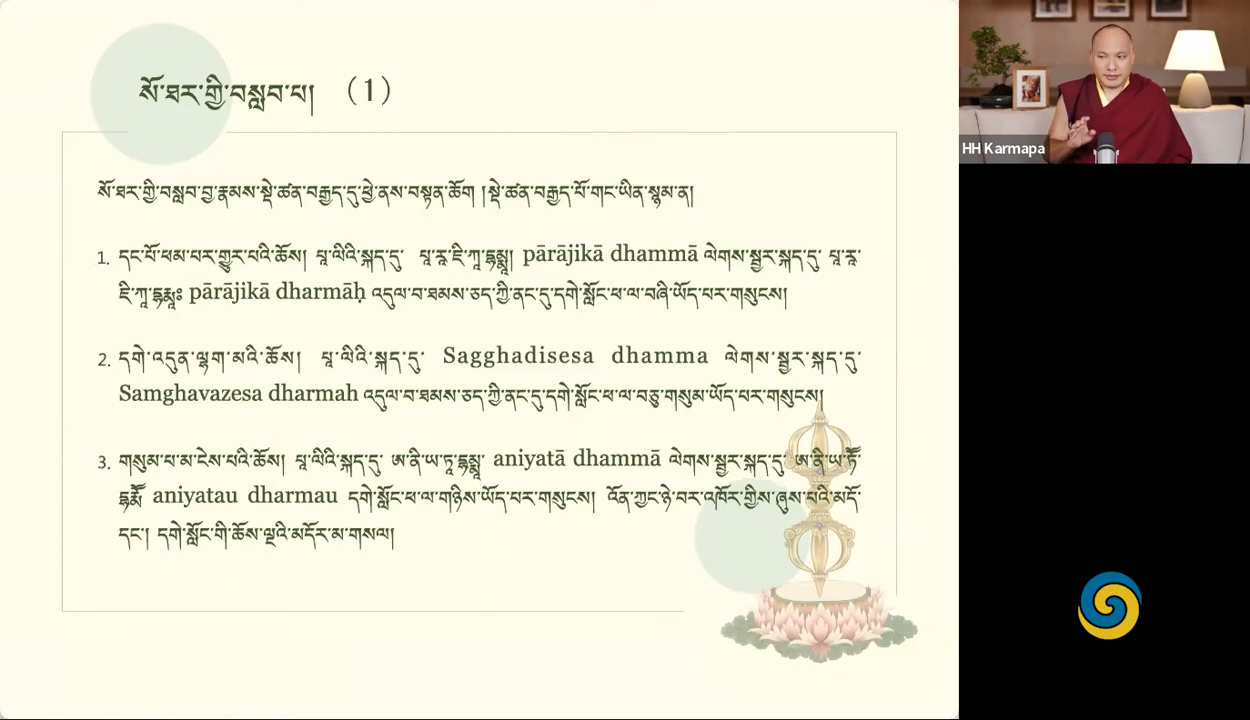 སོ་ཐར་གྱི་བསླབ་པ། (1)
སོ་ཐར་གྱི་བསླབ་བྱ་རྣམས་སྡེ་ཚན་བརྒྱད་དུ་ཕྱེ་ནས་བསྟན་ཆོག །སྡེ་ཚན་བརྒྱད་པོ་གང་ཡིན་སྙམ་ན།
1. དང་པོ་ཕམ་པར་གྱུར་པའི་ཆོས། པཱ་ལིའི་སྐད་དུ་ པཱ་རཱ་ཛི་ཀཱ་དྷམྨཱ། pārājikā dhammā ལེགས་སྦྱར་སྐད་དུ་ པཱ་རཱ་
ཛི་ཀཱ་དྷརྨཱཿ pārājikā dharmāḥ འདུལ་བ་ཐམས་ཅད་ཀྱི་ནང་དུ་དགེ་སློང་ཕ་ལ་བཞི་ཡོད་པར་གསུངས།
2. དགེ་འདུན་ལྷག་མའི་ཆོས། པཱ་ལིའི་སྐད་དུ་ Sagghadisesa dhamma ལེགས་སྦྱར་སྐད་དུ་
Samghavazesa dharmah འདུལ་བ་ཐམས་ཅད་ཀྱི་ནང་དུ་དགེ་སློང་ཕ་ལ་བཅུ་གསུམ་ཡོད་པར་གསུངས།
3. གསུམ་པ་མ་ངེས་པའི་ཆོས། པཱ་ལིའི་སྐད་དུ་ ཨ་ནི་ཡ་ཏཱ་དྷམྨཱ་ aniyatā dhammā ལེགས་སྦྱར་སྐད་དུ་ ཨ་ནི་ཡ་ཏཽ་
དྷརྨཽ aniyatau dharmau དགེ་སློང་ཕ་ལ་གཉིས་ཡོད་པར་གསུངས། འོན་ཀྱང་ཉེ་བར་འཁོར་གྱིས་ཞུས་པའི་མདོ་
དང་། དགེ་སློང་གི་ཆོས་ལྔའི་མདོར་མ་གསལ།
HH Karmapa